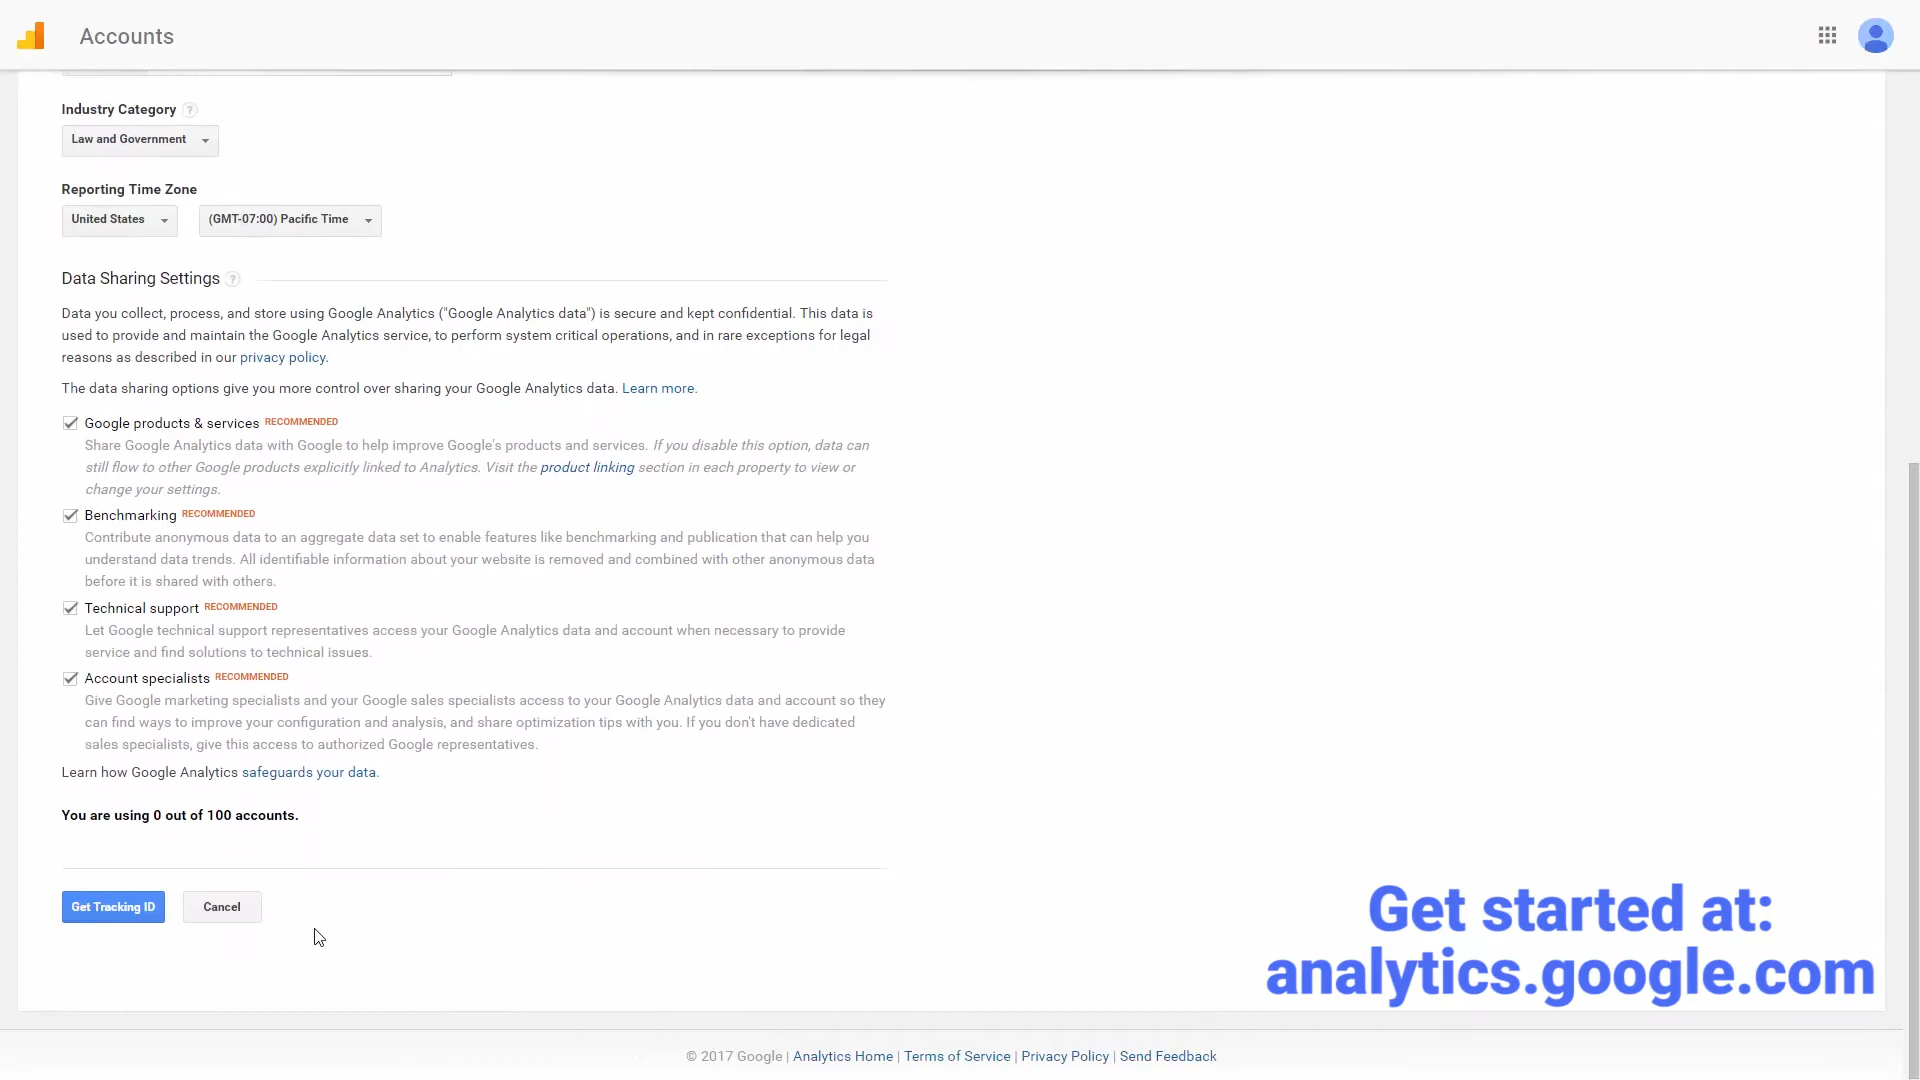 Accounts
Industry Category ?
Law and Government
Reporting Time Zone
United States
(GMT-07:00) Pacific Time
Data Sharing Settings ?
Data you collect, process, and store using Google Analytics ("Google Analytics data") is secure and kept confidential. This data is
used to provide and maintain the Google Analytics service, to perform system critical operations, and in rare exceptions for legal
reasons as described in our privacy policy.
The data sharing options give you more control over sharing your Google Analytics data. Learn more.
Google products & services RECOMMENDED
Share Google Analytics data with Google to help improve Google's products and services. If you disable this option, data can
still flow to other Google products explicitly linked to Analytics. Visit the product linking section in each property to view or
change your settings.
Benchmarking RECOMMENDED
Contribute anonymous data to an aggregate data set to enable features like benchmarking and publication that can help you
understand data trends. All identifiable information about your website is removed and combined with other anonymous data
before it is shared with others.
Technical support RECOMMENDED
Let Google technical support representatives access your Google Analytics data and account when necessary to provide
service and find solutions to technical issues.
Account specialists RECOMMENDED
Give Google marketing specialists and your Google sales specialists access to your Google Analytics data and account so they
can find ways to improve your configuration and analysis, and share optimization tips with you. If you don't have dedicated
sales specialists, give this access to authorized Google representatives.
Learn how Google Analytics safeguards your data.
You are using 0 out of 100 accounts.
Get Tracking ID
Cancel
Get started at:
analytics.google.com
© 2017 Google | Analytics Home | Terms of Service | Privacy Policy | Send Feedback